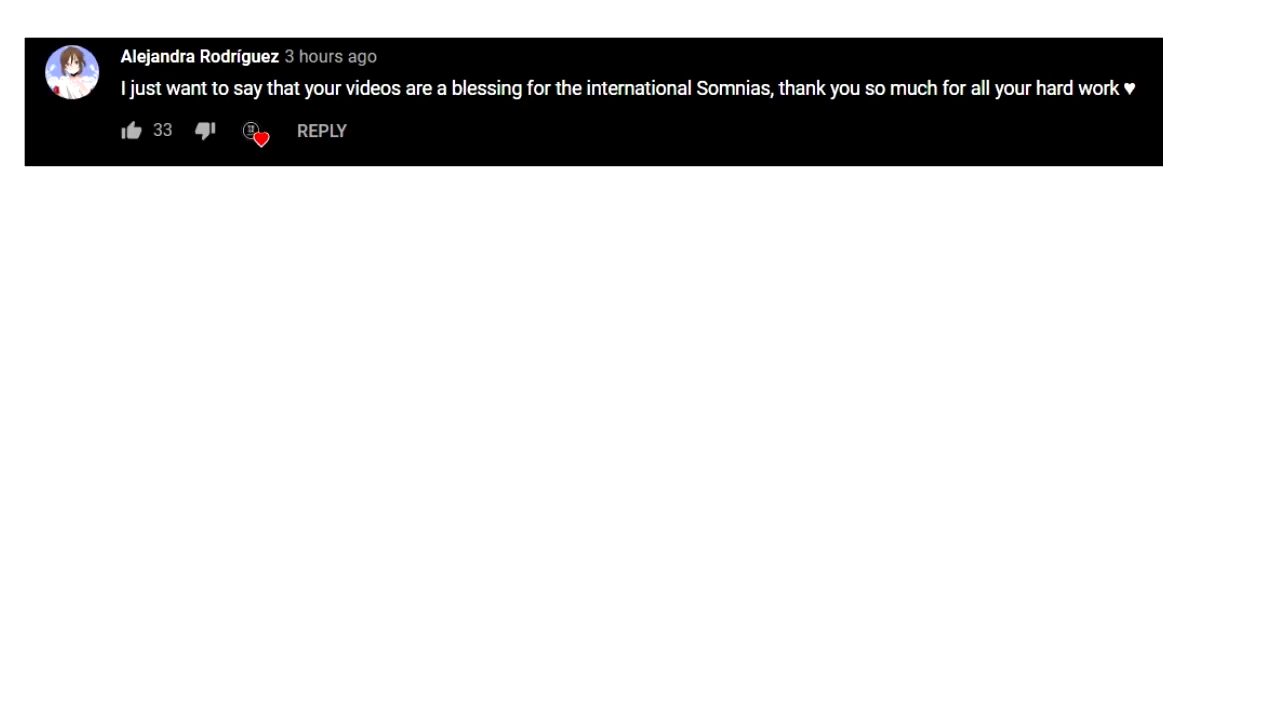 Alejandra Rodríguez 3 hours ago
I just want to say that your videos are a blessing for the international Somnias, thank you so much for all your hard work ♥
33 REPLY